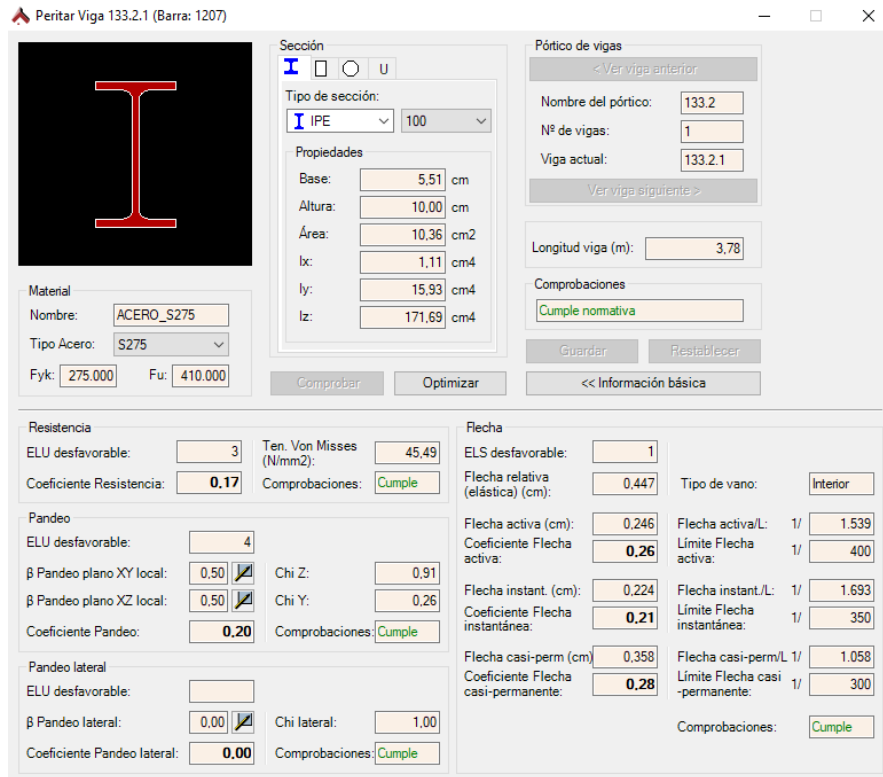 Peritar Viga 133.2.1 (Barra: 1207)
Sección
U
Tipo de sección:
IPE 100
Propiedades
Base: 5,51 cm
Altura: 10,00 cm
Área: 10,36 cm2
Ix: 1,11 cm4
Iy: 15,93 cm4
Iz: 171,69 cm4
Pórtico de vigas
< Ver viga anterior
Nombre del pórtico: 133.2
Nº de vigas: 1
Viga actual: 133.2.1
Ver viga siguiente >
Longitud viga (m): 3,78
Comprobaciones
Cumple normativa
Guardar Restablecer
<< Información básica
Material
Nombre: ACERO_S275
Tipo Acero: S275
Fyk: 275.000 Fu: 410.000
Comprobar Optimizar
Resistencia
ELU desfavorable: 3
Ten. Von Misses
(N/mm2): 45,49
Coeficiente Resistencia: 0,17
Comprobaciones: Cumple
Pandeo
ELU desfavorable: 4
β Pandeo plano XY local: 0,50 Chi Z: 0,91
β Pandeo plano XZ local: 0,50 Chi Y: 0,26
Coeficiente Pandeo: 0,20 Comprobaciones: Cumple
Pandeo lateral
ELU desfavorable:
β Pandeo lateral: 0,00 Chi lateral: 1,00
Coeficiente Pandeo lateral: 0,00 Comprobaciones: Cumple
Flecha
ELS desfavorable: 1
Flecha relativa
(elástica) (cm): 0,447 Tipo de vano: Interior
Flecha activa (cm): 0,246 Flecha activa/L: 1/ 1.539
Coeficiente Flecha
activa: 0,26
Límite Flecha
activa: 1/ 400
Flecha instant. (cm): 0,224 Flecha instant./L: 1/ 1.693
Coeficiente Flecha
instantánea: 0,21
Límite Flecha
instantánea: 1/ 350
Flecha casi-perm (cm) 0,358 Flecha casi-perm/L 1/ 1.058
Coeficiente Flecha
casi-permanente: 0,28
Límite Flecha casi
-permanente: 1/ 300
Comprobaciones: Cumple